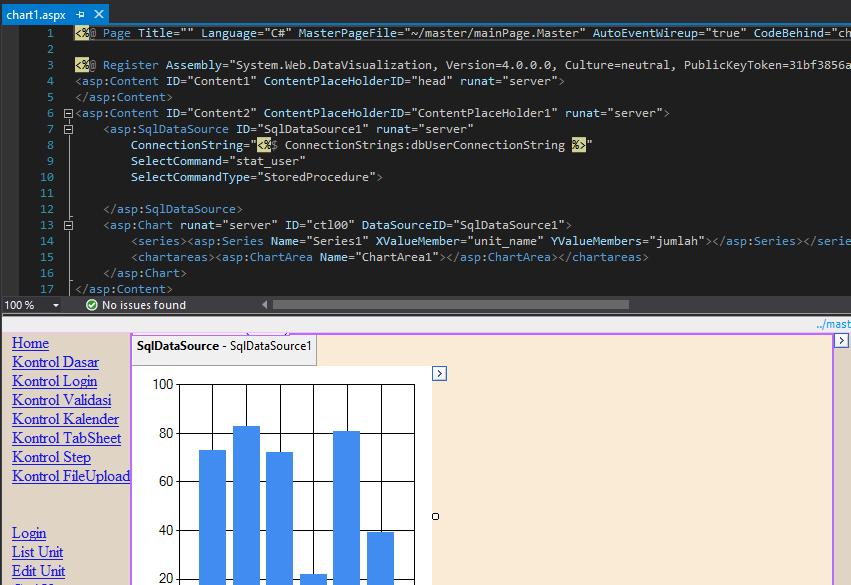 chart1.aspx
1 <%@ Page Title="" Language="C#" MasterPageFile="~/master/mainPage.Master" AutoEventWireup="true" CodeBehind="ch
2
3 <%@ Register Assembly="System.Web.DataVisualization, Version=4.0.0.0, Culture=neutral, PublicKeyToken=31bf3856a
4 <asp:Content ID="Content1" ContentPlaceHolderID="head" runat="server">
5 </asp:Content>
6 <asp:Content ID="Content2" ContentPlaceHolderID="ContentPlaceHolder1" runat="server">
7 <asp:SqlDataSource ID="SqlDataSource1" runat="server"
8 ConnectionString="<%$ ConnectionStrings:dbUserConnectionString %>"
9 SelectCommand="stat_user"
10 SelectCommandType="StoredProcedure">
11
12 </asp:SqlDataSource>
13 <asp:Chart runat="server" ID="ctl00" DataSourceID="SqlDataSource1">
14 <series><asp:Series Name="Series1" XValueMember="unit_name" YValueMembers="jumlah"></asp:Series></serie
15 <chartareas><asp:ChartArea Name="ChartArea1"></asp:ChartArea></chartareas>
16 </asp:Chart>
17 </asp:Content>
100 % No issues found
../mast
Home
Kontrol Dasar
Kontrol Login
Kontrol Validasi
Kontrol Kalender
Kontrol TabSheet
Kontrol Step
Kontrol FileUpload
Login
List Unit
Edit Unit
SqlDataSource - SqlDataSource1
100
80
60
40
20